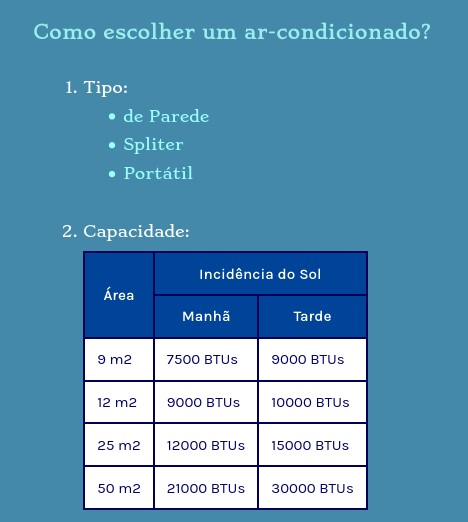 Como escolher um ar-condicionado?
1. Tipo:
• de Parede
• Spliter
• Portátil
2. Capacidade:
Área Incidência do Sol
Manhã Tarde
9 m2 7500 BTUs 9000 BTUs
12 m2 9000 BTUs 10000 BTUs
25 m2 12000 BTUs 15000 BTUs
50 m2 21000 BTUs 30000 BTUs